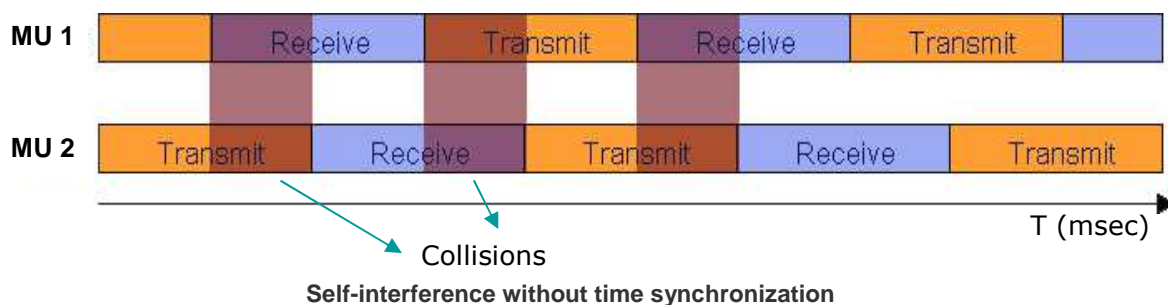 MU 1
Receive Transmit Receive Transmit
MU 2
Transmit Receive Transmit Receive Transmit
T (msec)
Collisions
Self-interference without time synchronization